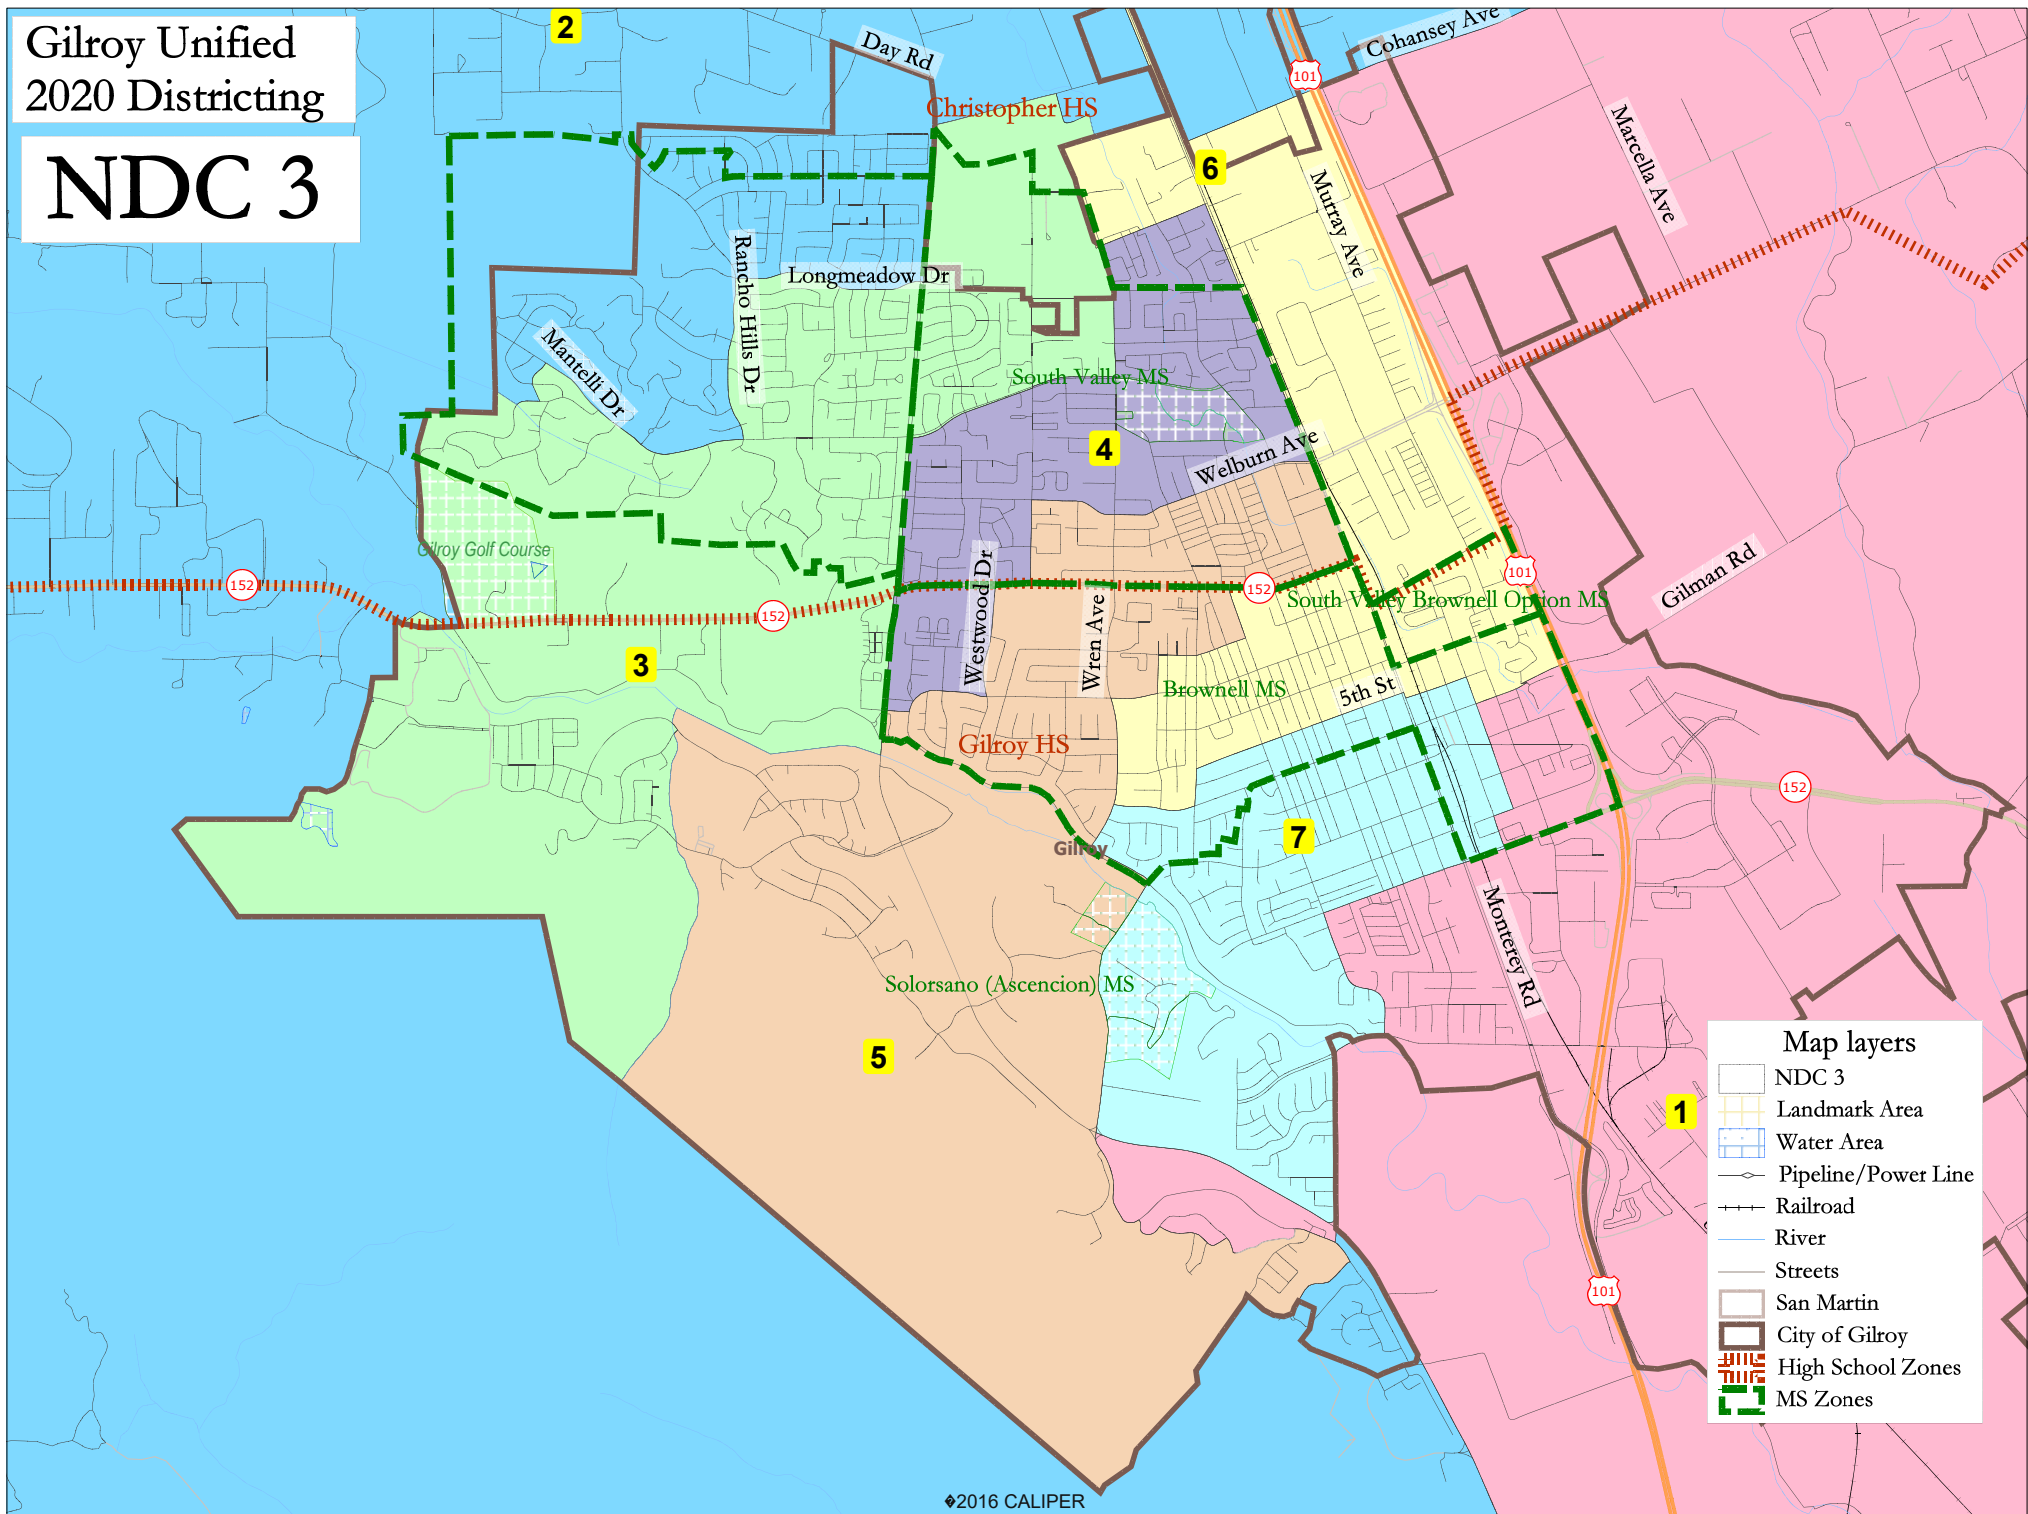 Gilroy Unified
2020 Districting
NDC 3
2
Day Rd
Cohansey Ave
101
Christopher HS
Marcella Ave
6
Murray Ave
Rancho Hills Dr
Longmeadow Dr
Mantelli Dr
South Valley MS
4
Welburn Ave
Gilroy Golf Course
152
152
Westwood Dr
Wren Ave
152
101
South Valley Brownell Option MS
Gilman Rd
3
Brownell MS
5th St
Gilroy HS
152
Gilroy
7
Monterey Rd
Solorsano (Ascencion) MS
5
1
101
Map layers
NDC 3
Landmark Area
Water Area
Pipeline/Power Line
Railroad
River
Streets
San Martin
City of Gilroy
High School Zones
MS Zones
�2016 CALIPER